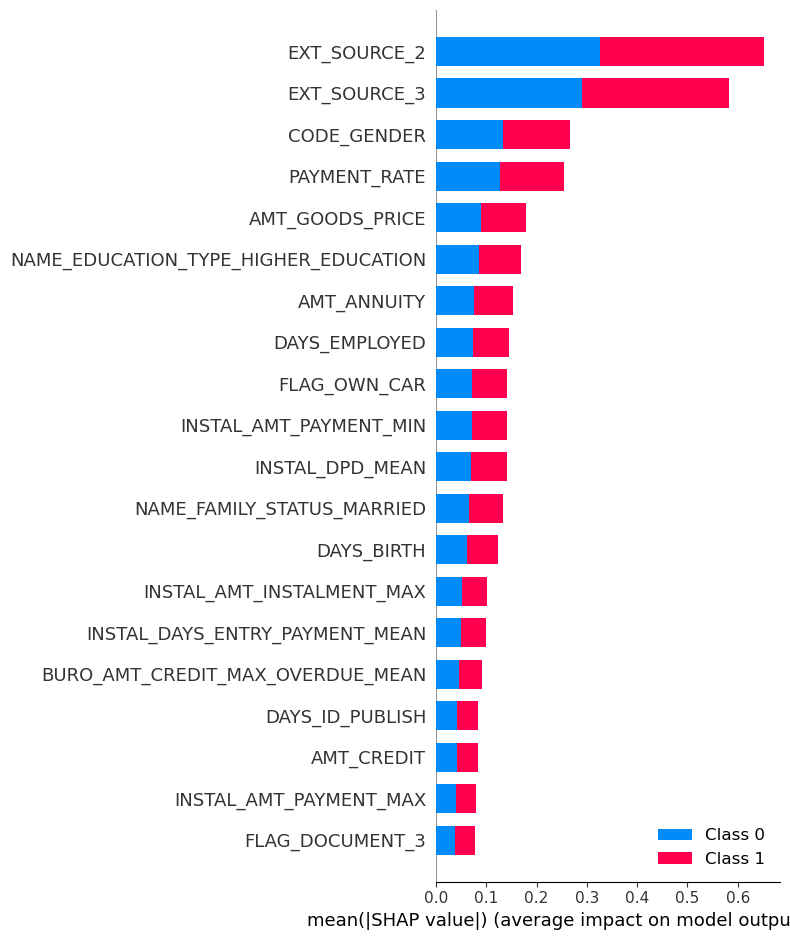 EXT_SOURCE_2
EXT_SOURCE_3
CODE_GENDER
PAYMENT_RATE
AMT_GOODS_PRICE
NAME_EDUCATION_TYPE_HIGHER_EDUCATION
AMT_ANNUITY
DAYS_EMPLOYED
FLAG_OWN_CAR
INSTAL_AMT_PAYMENT_MIN
INSTAL_DPD_MEAN
NAME_FAMILY_STATUS_MARRIED
DAYS_BIRTH
INSTAL_AMT_INSTALMENT_MAX
INSTAL_DAYS_ENTRY_PAYMENT_MEAN
BURO_AMT_CREDIT_MAX_OVERDUE_MEAN
DAYS_ID_PUBLISH
AMT_CREDIT
INSTAL_AMT_PAYMENT_MAX
FLAG_DOCUMENT_3
Class 0
Class 1
0.0 0.1 0.2 0.3 0.4 0.5 0.6
mean(|SHAP value|) (average impact on model outpu